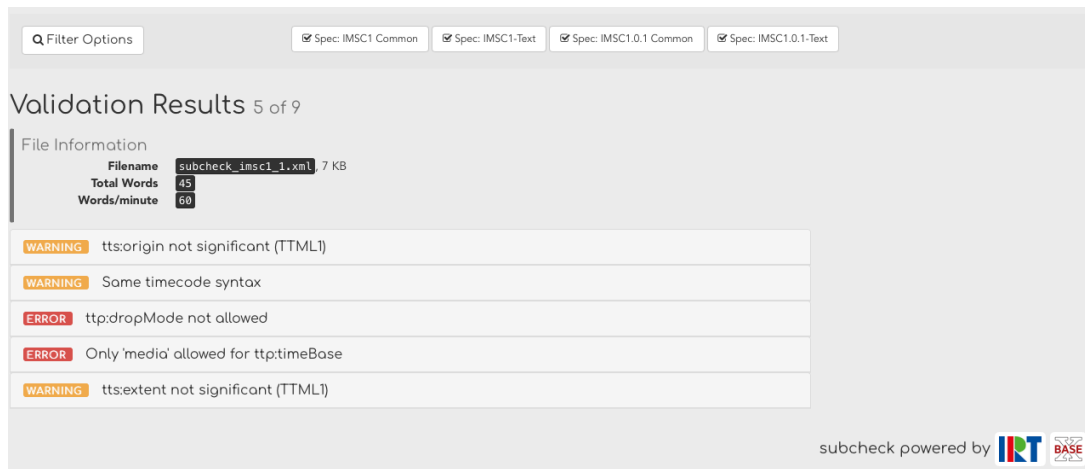 Filter Options
Spec: IMSC1 Common
Spec: IMSC1-Text
Spec: IMSC1.0.1 Common
Spec: IMSC1.0.1-Text
Validation Results 5 of 9
File Information
Filename subcheck_imsc1_1.xml, 7 KB
Total Words 45
Words/minute 60
WARNING tts:origin not significant (TTML1)
WARNING Same timecode syntax
ERROR ttp:dropMode not allowed
ERROR Only 'media' allowed for ttp:timeBase
WARNING tts:extent not significant (TTML1)
subcheck powered by IRT BASE X